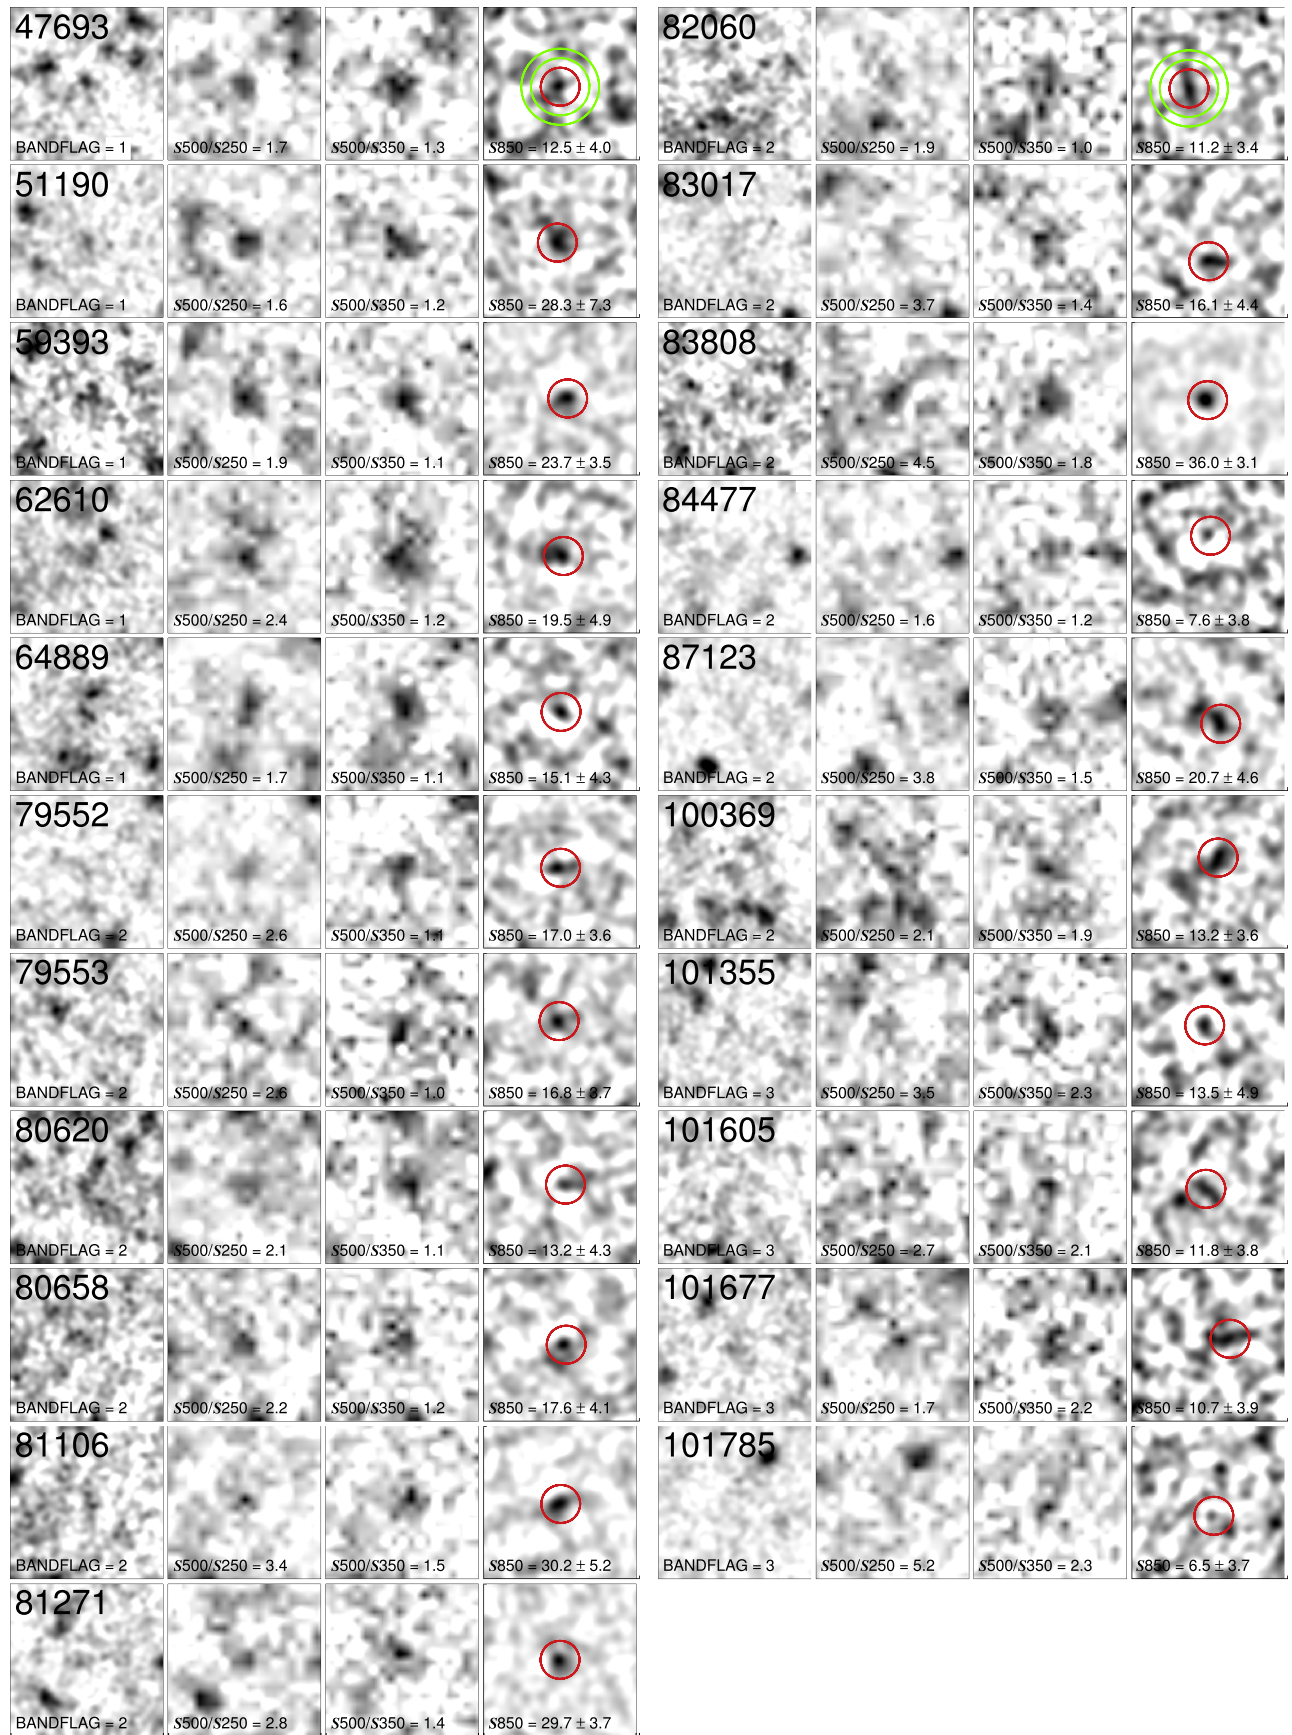 47693
BANDFLAG = 1 S500/S250 = 1.7 S500/S350 = 1.3 S850 = 12.5 ± 4.0
51190
BANDFLAG = 1 S500/S250 = 1.6 S500/S350 = 1.2 S850 = 28.3 ± 7.3
59393
BANDFLAG = 1 S500/S250 = 1.9 S500/S350 = 1.1 S850 = 23.7 ± 3.5
62610
BANDFLAG = 1 S500/S250 = 2.4 S500/S350 = 1.2 S850 = 19.5 ± 4.9
64889
BANDFLAG = 1 S500/S250 = 1.7 S500/S350 = 1.1 S850 = 15.1 ± 4.3
79552
BANDFLAG = 2 S500/S250 = 2.6 S500/S350 = 1.1 S850 = 17.0 ± 3.6
79553
BANDFLAG = 2 S500/S250 = 2.6 S500/S350 = 1.0 S850 = 16.8 ± 3.7
80620
BANDFLAG = 2 S500/S250 = 2.1 S500/S350 = 1.1 S850 = 13.2 ± 4.3
80658
BANDFLAG = 2 S500/S250 = 2.2 S500/S350 = 1.2 S850 = 17.6 ± 4.1
81106
BANDFLAG = 2 S500/S250 = 3.4 S500/S350 = 1.5 S850 = 30.2 ± 5.2
81271
BANDFLAG = 2 S500/S250 = 2.8 S500/S350 = 1.4 S850 = 29.7 ± 3.7
82060
BANDFLAG = 2 S500/S250 = 1.9 S500/S350 = 1.0 S850 = 11.2 ± 3.4
83017
BANDFLAG = 2 S500/S250 = 3.7 S500/S350 = 1.4 S850 = 16.1 ± 4.4
83808
BANDFLAG = 2 S500/S250 = 4.5 S500/S350 = 1.8 S850 = 36.0 ± 3.1
84477
BANDFLAG = 2 S500/S250 = 1.6 S500/S350 = 1.2 S850 = 7.6 ± 3.8
87123
BANDFLAG = 2 S500/S250 = 3.8 S500/S350 = 1.5 S850 = 20.7 ± 4.6
100369
BANDFLAG = 2 S500/S250 = 2.1 S500/S350 = 1.9 S850 = 13.2 ± 3.6
101355
BANDFLAG = 3 S500/S250 = 3.5 S500/S350 = 2.3 S850 = 13.5 ± 4.9
101605
BANDFLAG = 3 S500/S250 = 2.7 S500/S350 = 2.1 S850 = 11.8 ± 3.8
101677
BANDFLAG = 3 S500/S250 = 1.7 S500/S350 = 2.2 S850 = 10.7 ± 3.9
101785
BANDFLAG = 3 S500/S250 = 5.2 S500/S350 = 2.3 S850 = 6.5 ± 3.7